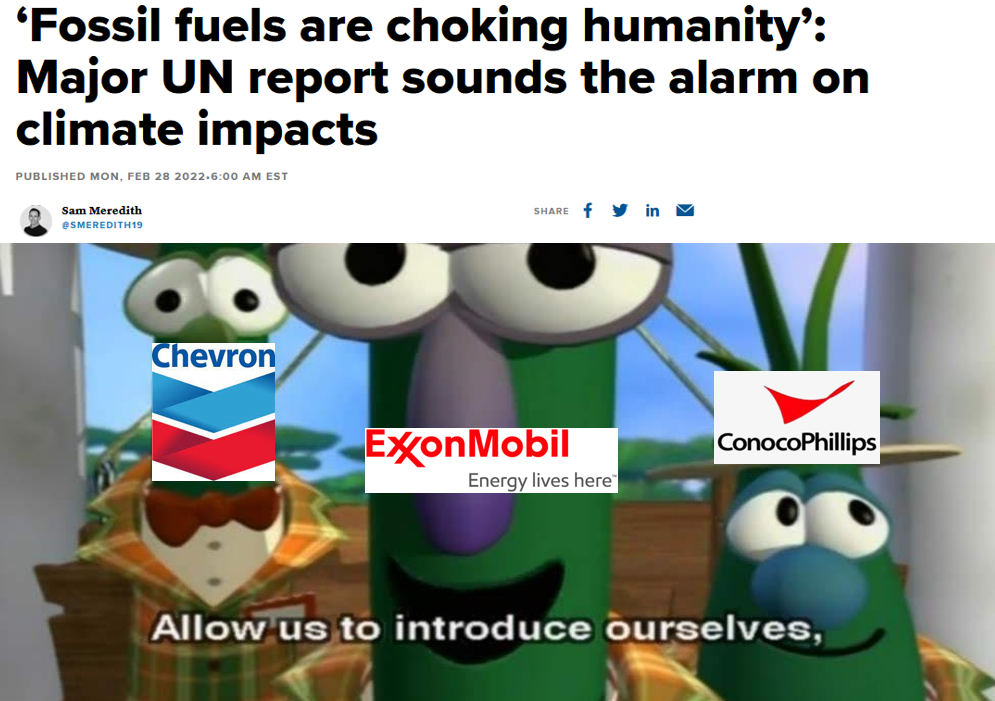 ‘Fossil fuels are choking humanity’:
Major UN report sounds the alarm on
climate impacts
PUBLISHED MON, FEB 28 2022•6:00 AM EST
Sam Meredith
@SMEREDITH19
SHARE
Chevron
ExxonMobil
Energy lives here™
ConocoPhillips
Allow us to introduce ourselves,